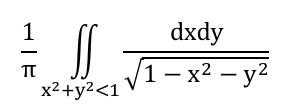 1/π ∬_{x²+y²<1} dxdy/√(1 − x² − y²)